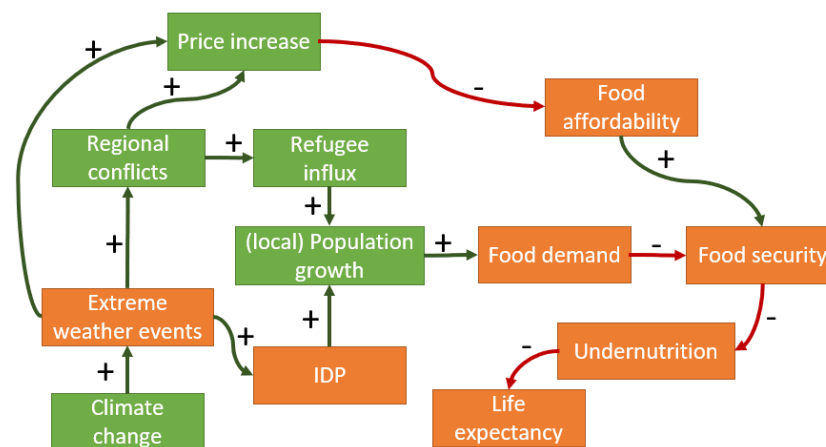 +
Price increase
-
+
Food
affordability
+
Regional
conflicts
+
Refugee
influx
+
+
(local) Population
growth
+
Food demand
-
Food security
+
Extreme
weather events
+
+
IDP
-
Undernutrition
-
+
Climate
change
Life
expectancy